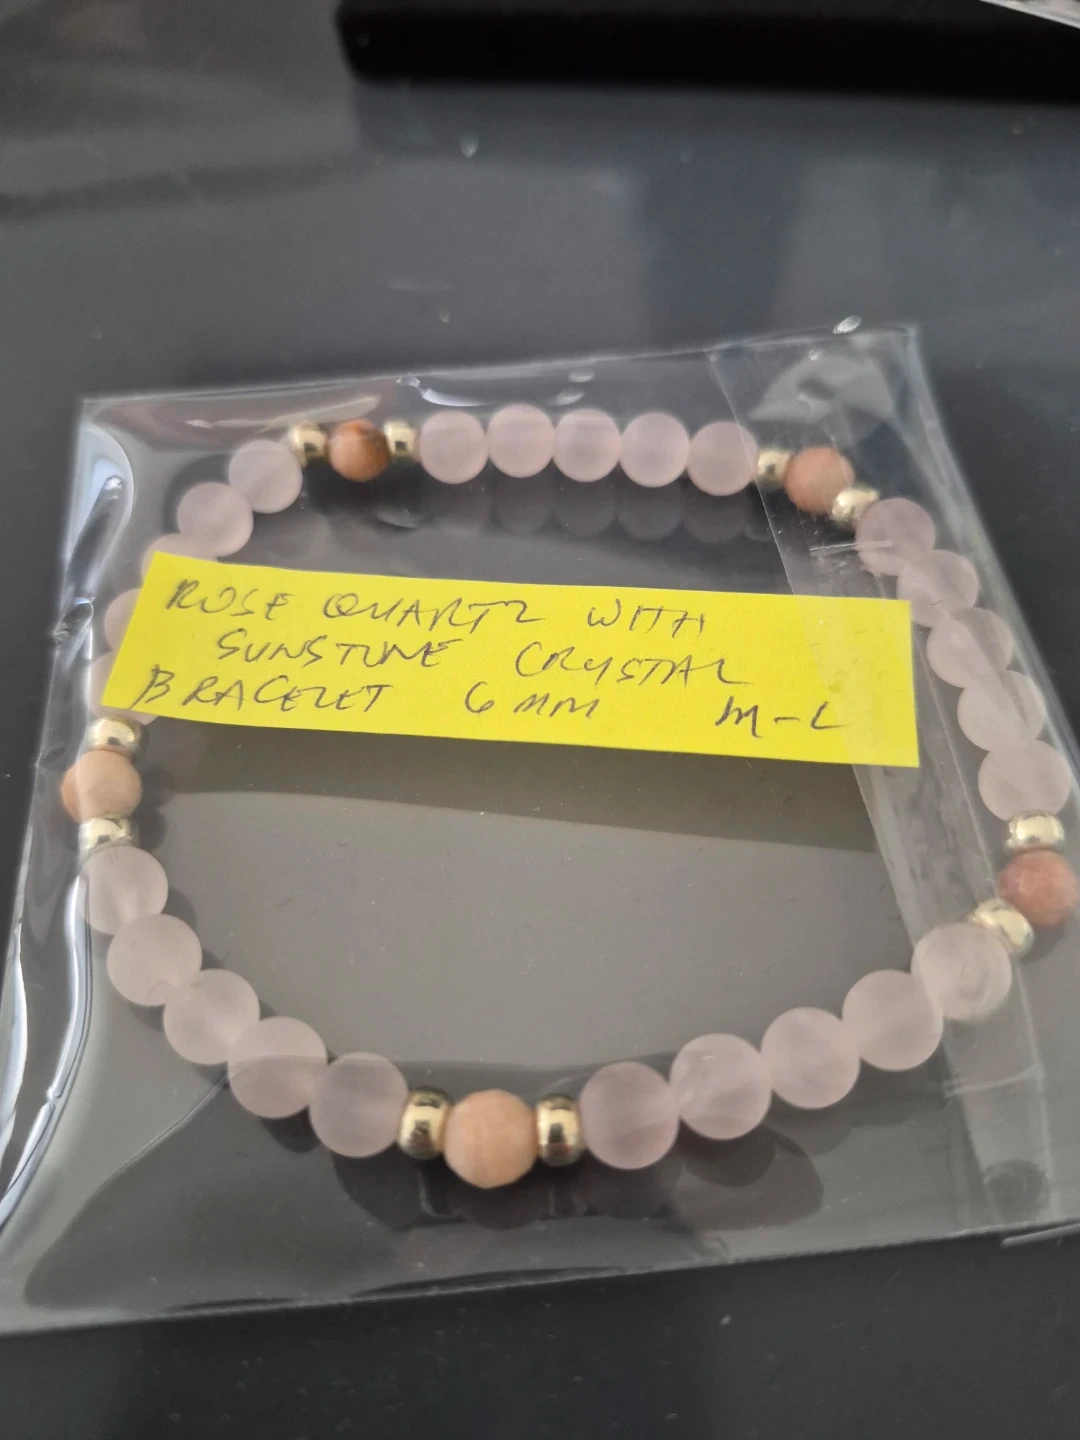 ROSE QUARTZ WITH
SUNSTONE CRYSTAL
BRACELET 6MM M-L